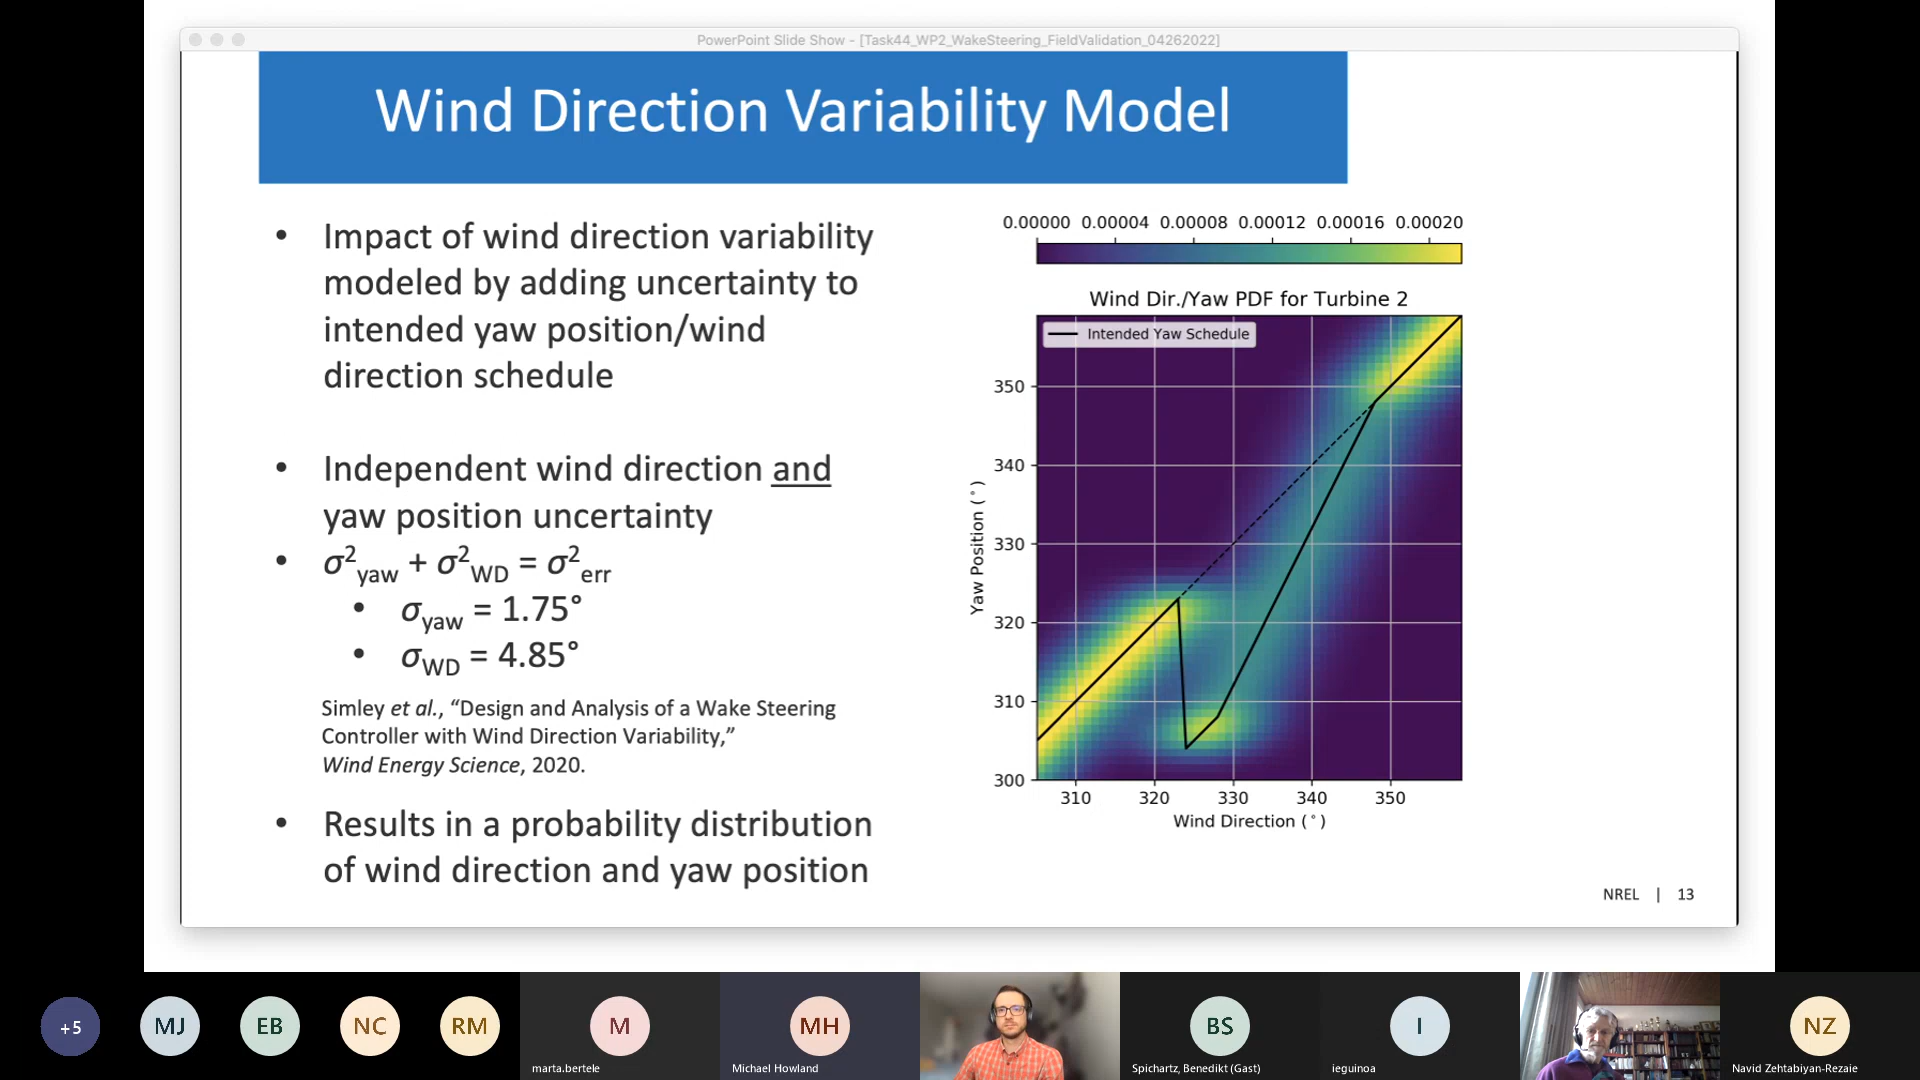 PowerPoint Slide Show - [Task44_WP2_WakeSteering_FieldValidation_04262022]
Wind Direction Variability Model
• Impact of wind direction variability
modeled by adding uncertainty to
intended yaw position/wind
direction schedule
• Independent wind direction and
yaw position uncertainty
• σ²yaw + σ²WD = σ²err
• σyaw = 1.75°
• σWD = 4.85°
Simley et al., “Design and Analysis of a Wake Steering
Controller with Wind Direction Variability,”
Wind Energy Science, 2020.
• Results in a probability distribution
of wind direction and yaw position
0.00000 0.00004 0.00008 0.00012 0.00016 0.00020
Wind Dir./Yaw PDF for Turbine 2
Intended Yaw Schedule
350
340
330
320
310
300
Yaw Position (°)
310 320 330 340 350
Wind Direction (°)
NREL | 13
+5
MJ
EB
NC
RM
M
marta.bertele
MH
Michael Howland
BS
Spichartz, Benedikt (Gast)
I
ieguinoa
NZ
Navid Zehtabiyan-Rezaie